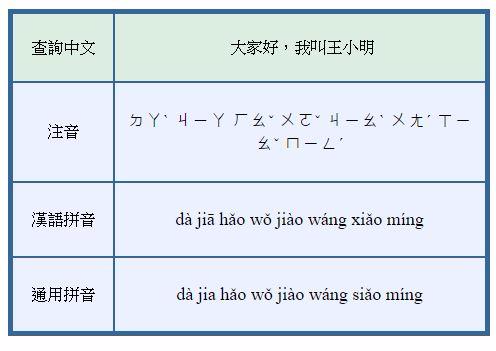 查詢中文 大家好，我叫王小明
注音 ㄉㄚˋ ㄐㄧㄚ ㄏㄠˇ ㄨㄛˇ ㄐㄧㄠˋ ㄨㄤˊ ㄒㄧ
ㄠˇ ㄇㄧㄥˊ
漢語拼音 dà jiā hǎo wǒ jiào wáng xiǎo míng
通用拼音 dà jia hǎo wǒ jiào wáng siǎo míng